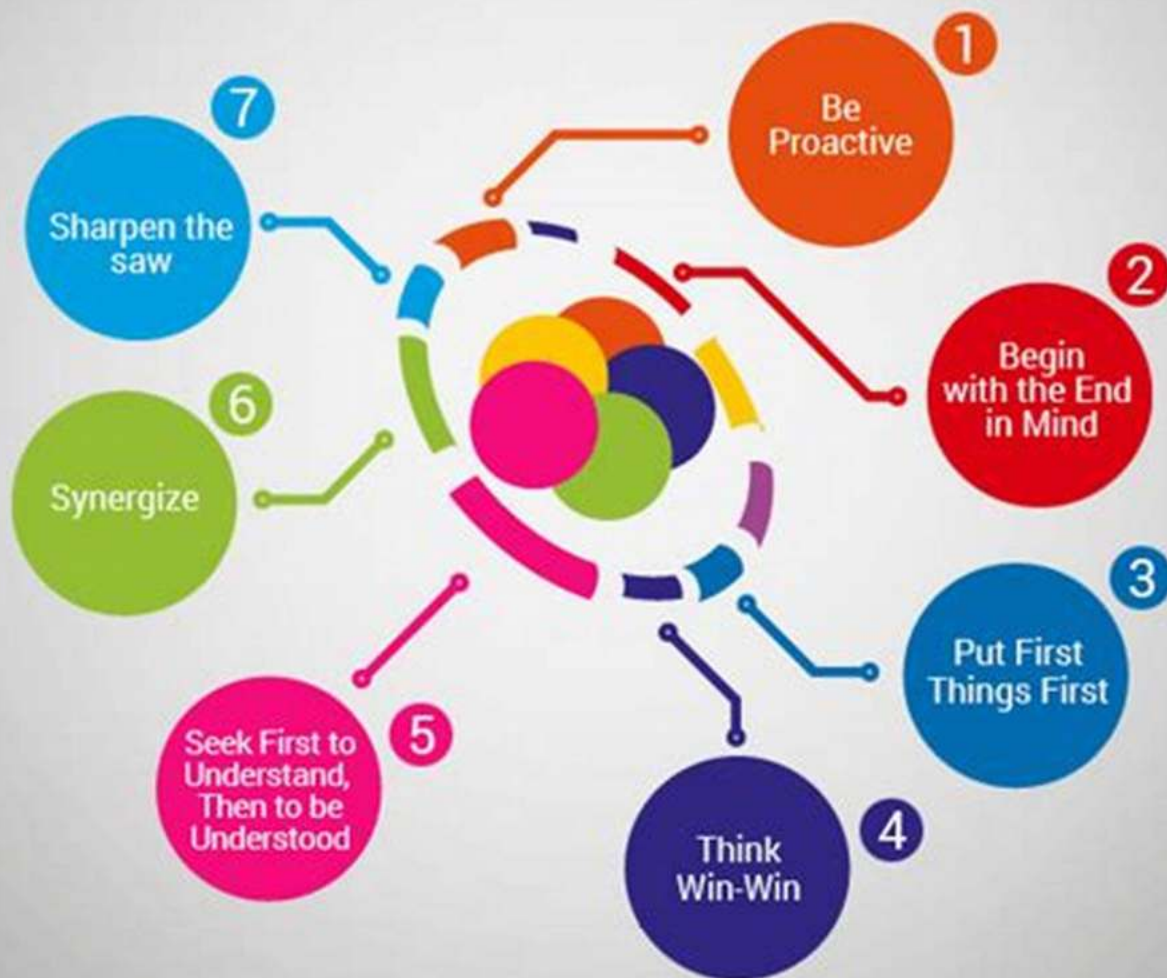 1
Be
Proactive
2
Begin
with the End
in Mind
3
Put First
Things First
4
Think
Win-Win
5
Seek First to
Understand,
Then to be
Understood
6
Synergize
7
Sharpen the
saw